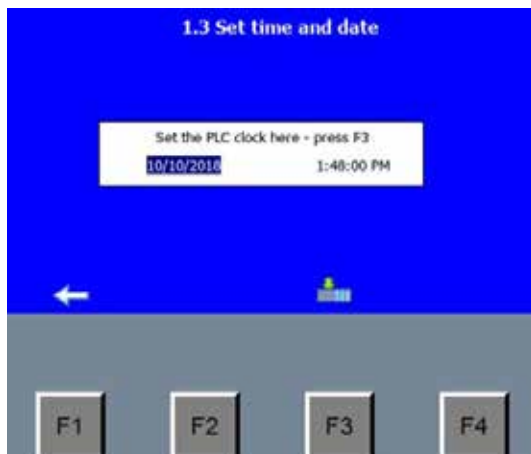 1.3 Set time and date
Set the PLC clock here - press F3
10/10/2016 1:48:00 PM
F1 F2 F3 F4